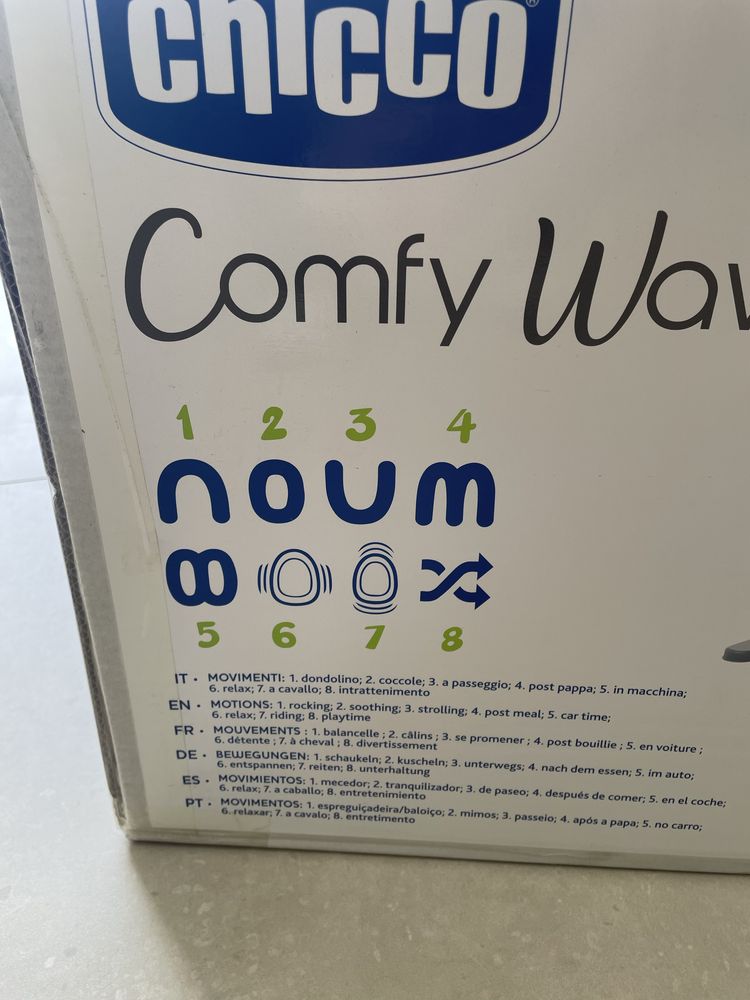 chicco
Comfy Wav
1 2 3 4
5 6 7 8
IT • MOVIMENTI: 1. dondolino; 2. coccole; 3. a passeggio; 4. post pappa; 5. in macchina;
6. relax; 7. a cavallo; 8. intrattenimento
EN • MOTIONS: 1. rocking; 2. soothing; 3. strolling; 4. post meal; 5. car time;
6. relax; 7. riding; 8. playtime
FR • MOUVEMENTS : 1. balancelle ; 2. câlins ; 3. se promener ; 4. post bouillie ; 5. en voiture ;
6. détente ; 7. à cheval ; 8. divertissement
DE • BEWEGUNGEN: 1. schaukeln; 2. kuscheln; 3. unterwegs; 4. nach dem essen; 5. im auto;
6. entspannen; 7. reiten; 8. unterhaltung
ES • MOVIMIENTOS: 1. mecedor; 2. tranquilizador; 3. de paseo; 4. después de comer; 5. en el coche;
6. relax; 7. a caballo; 8. entretenimiento
PT • MOVIMENTOS: 1. espreguiçadeira/baloiço; 2. mimos; 3. passeio; 4. após a papa; 5. no carro;
6. relaxar; 7. a cavalo; 8. entretimento